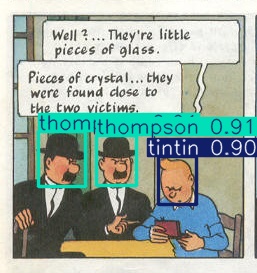 Well?... They're little
pieces of glass.
Pieces of crystal... they
were found close to
the two victims.
thom
thompson 0.91
tintin 0.90